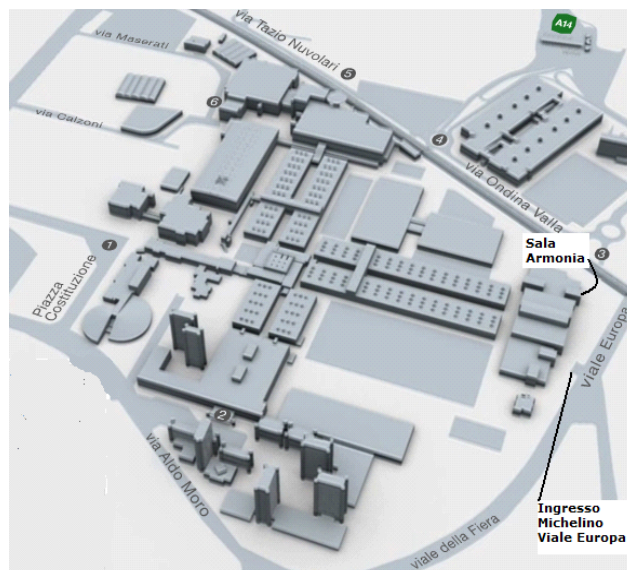 A14
via Tazio Nuvolari
via Maserati
5
6
via Calzoni
4
via Ondina Valla
1
3
Sala
Armonia
Piazza
Costituzione
viale Europa
2
via Aldo Moro
Ingresso
Michelino
Viale Europa
viale della Fiera